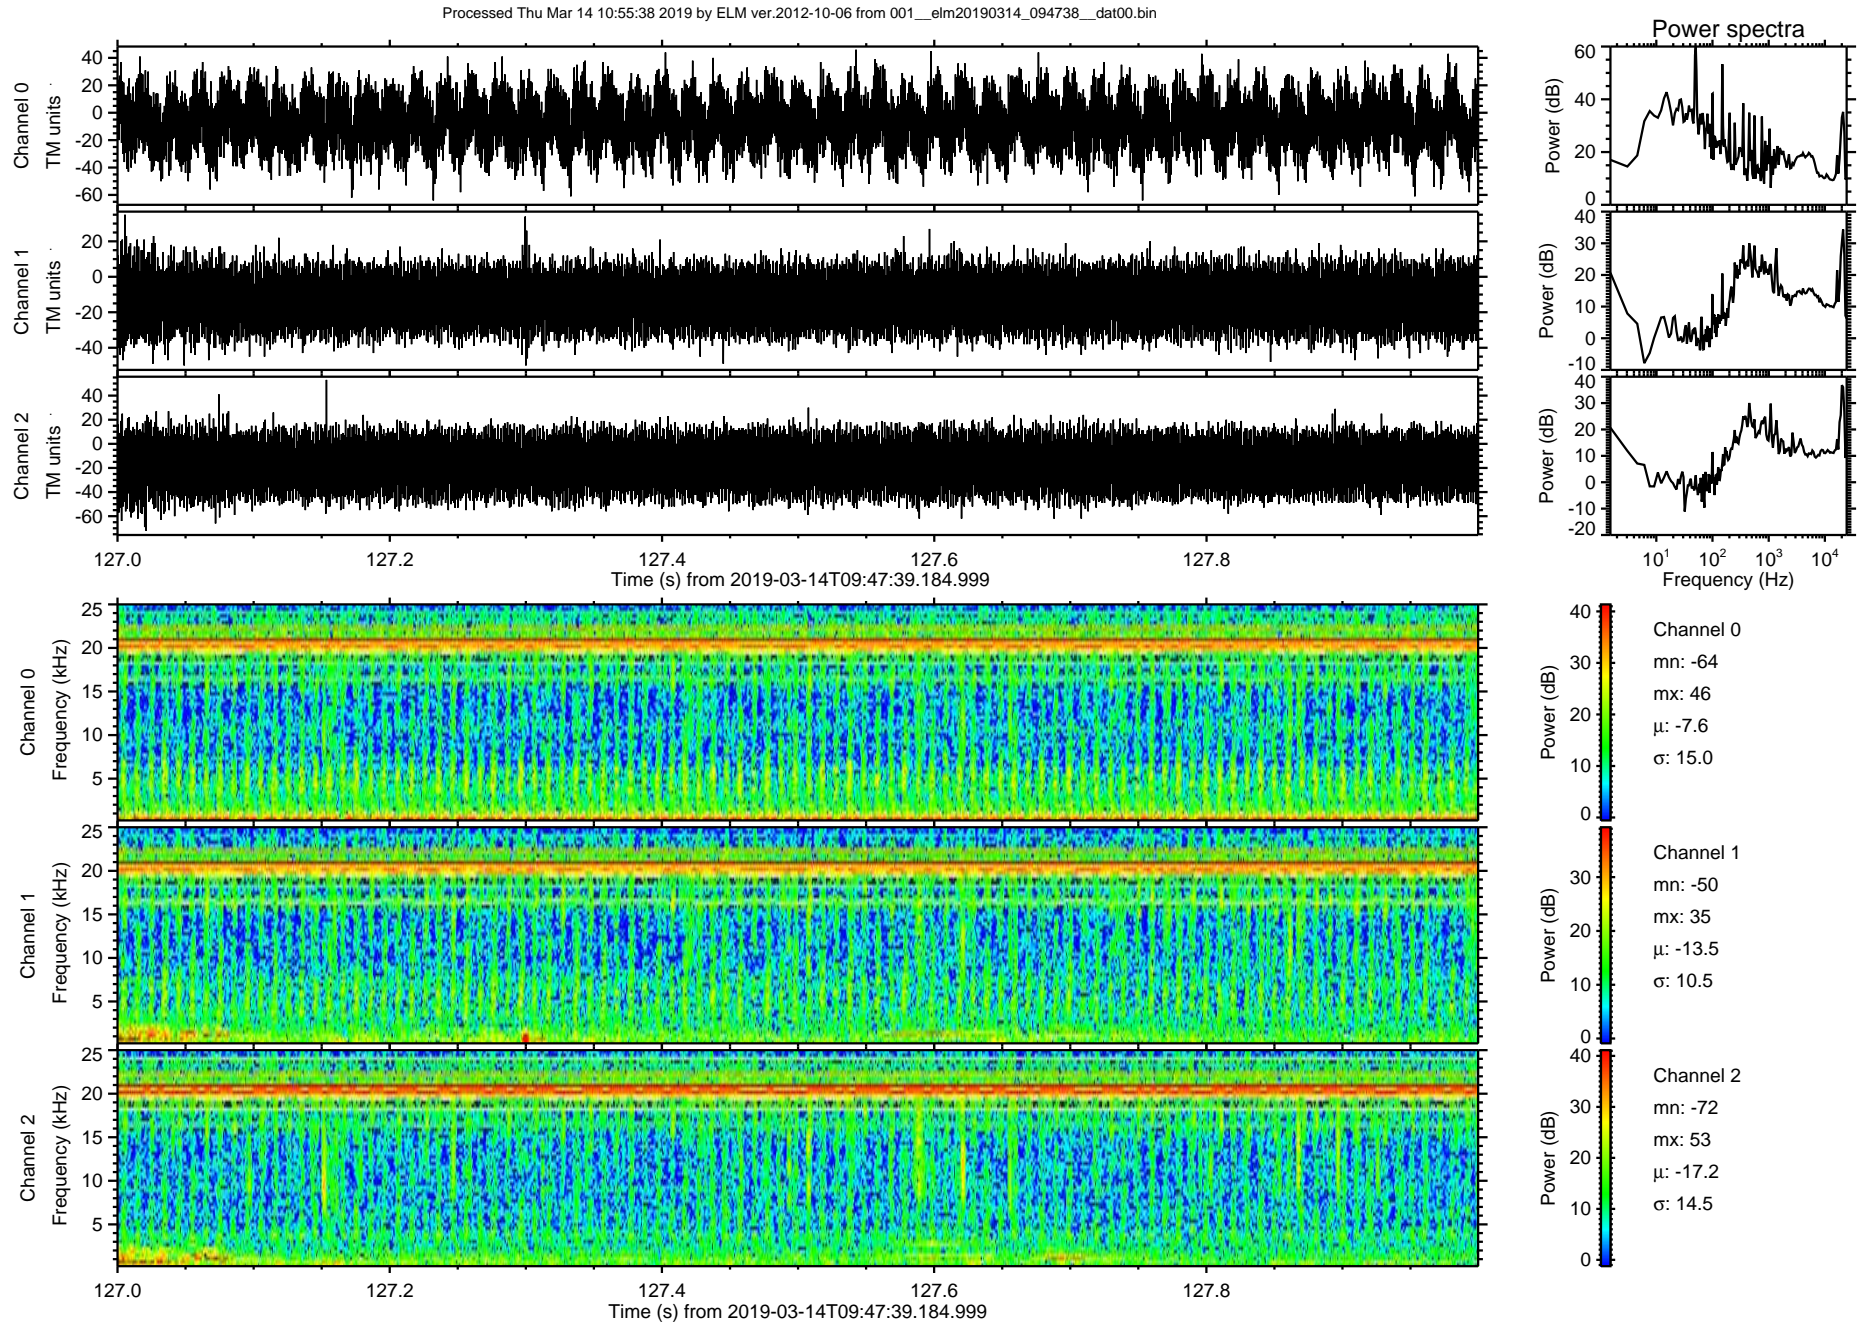 Processed Thu Mar 14 10:55:38 2019 by ELM ver.2012-10-06 from 001__elm20190314_094738__dat00.bin
Power spectra
Channel 0
TM units
40
20
0
-20
-40
-60
Power (dB)
60
40
20
0
Channel 1
TM units
20
0
-20
-40
Power (dB)
40
30
20
10
0
-10
Channel 2
TM units
40
20
0
-20
-40
-60
Power (dB)
40
30
20
10
0
-10
-20
127.0 127.2 127.4 127.6 127.8
Time (s) from 2019-03-14T09:47:39.184.999
10¹ 10² 10³ 10⁴
Frequency (Hz)
Channel 0
Frequency (kHz)
25
20
15
10
5
Power (dB)
40
30
20
10
0
Channel 0
mn: -64
mx: 46
μ: -7.6
σ: 15.0
Channel 1
Frequency (kHz)
25
20
15
10
5
Power (dB)
30
20
10
0
Channel 1
mn: -50
mx: 35
μ: -13.5
σ: 10.5
Channel 2
Frequency (kHz)
25
20
15
10
5
Power (dB)
40
30
20
10
0
Channel 2
mn: -72
mx: 53
μ: -17.2
σ: 14.5
127.0 127.2 127.4 127.6 127.8
Time (s) from 2019-03-14T09:47:39.184.999